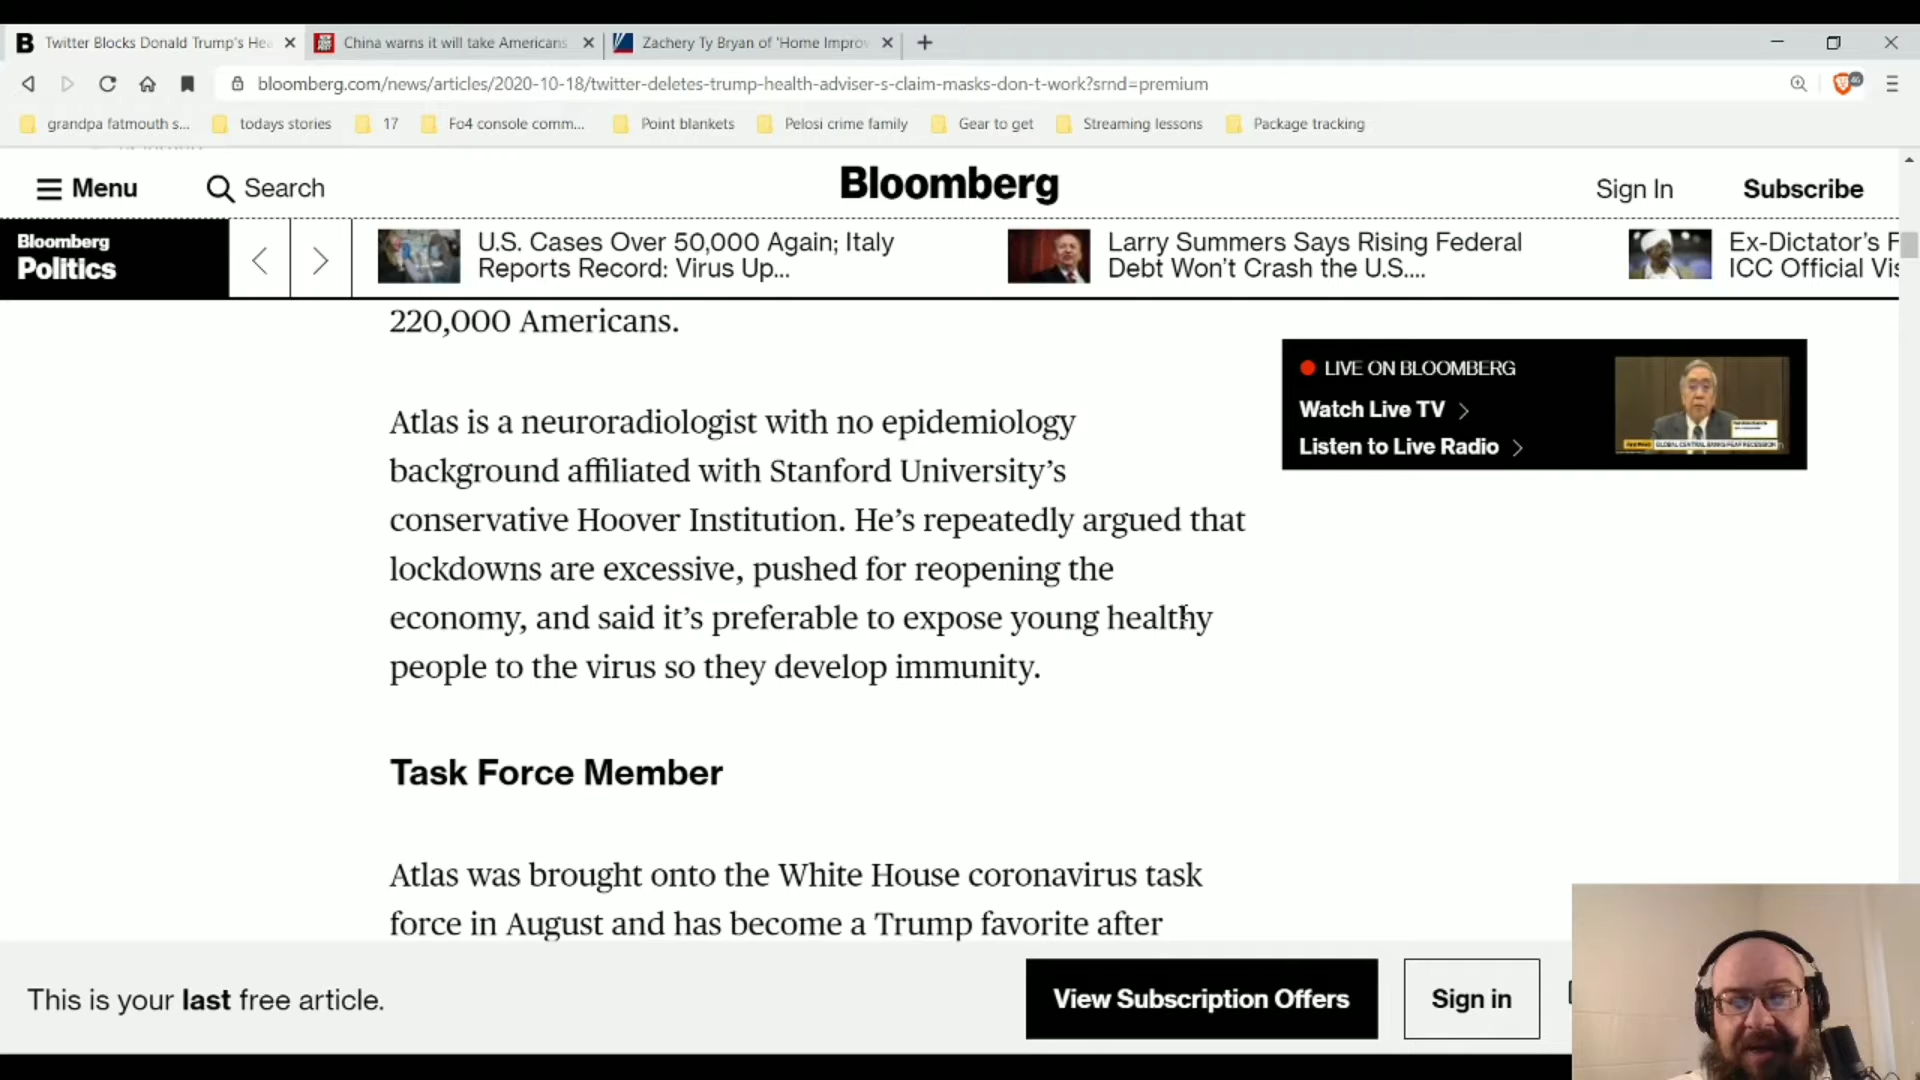 Twitter Blocks Donald Trump's He
China warns it will take Americans
Zachery Ty Bryan of 'Home Improv
bloomberg.com/news/articles/2020-10-18/twitter-deletes-trump-health-adviser-s-claim-masks-don-t-work?srnd=premium
grandpa fatmouth s...
todays stories
17
Fo4 console comm...
Point blankets
Pelosi crime family
Gear to get
Streaming lessons
Package tracking
Menu
Search
Bloomberg
Sign In
Subscribe
Bloomberg
Politics
U.S. Cases Over 50,000 Again; Italy
Reports Record: Virus Up...
Larry Summers Says Rising Federal
Debt Won't Crash the U.S....
Ex-Dictator's F
ICC Official Vis
220,000 Americans.
LIVE ON BLOOMBERG
Watch Live TV
Listen to Live Radio
GLOBAL CENTRAL BANKS FEAR RECESSION
Atlas is a neuroradiologist with no epidemiology
background affiliated with Stanford University's
conservative Hoover Institution. He's repeatedly argued that
lockdowns are excessive, pushed for reopening the
economy, and said it's preferable to expose young healthy
people to the virus so they develop immunity.
Task Force Member
Atlas was brought onto the White House coronavirus task
force in August and has become a Trump favorite after
This is your last free article.
View Subscription Offers
Sign in